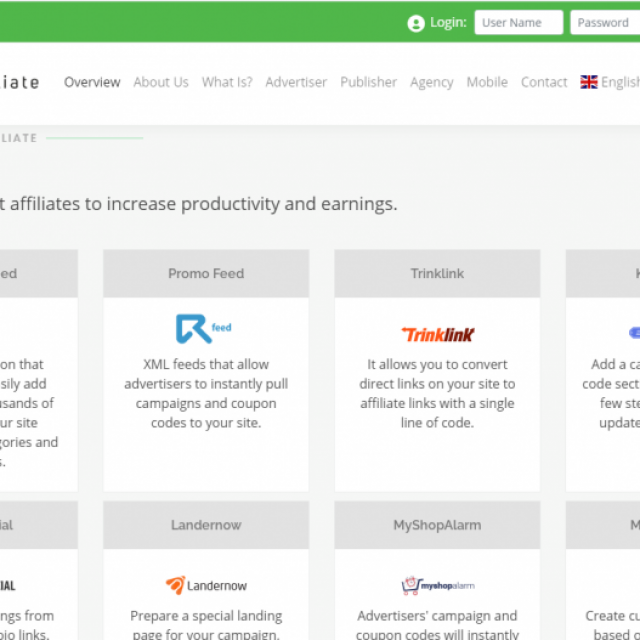 Login: User Name Password
iate Overview About Us What Is? Advertiser Publisher Agency Mobile Contact English
LIATE
t affiliates to increase productivity and earnings.
ed Promo Feed Trinklink
feed TrinklinK
on that XML feeds that allow It allows you to convert Add a ca
sily add advertisers to instantly pull direct links on your site to code sect
usands of campaigns and coupon affiliate links with a single few ste
ur site codes to your site. line of code. update
gories and
s.
ial Landernow MyShopAlarm M
IAL Landernow myshopalarm
ngs from Prepare a special landing Advertisers' campaign and Create cu
bio links. page for your campaign. coupon codes will instantly based o